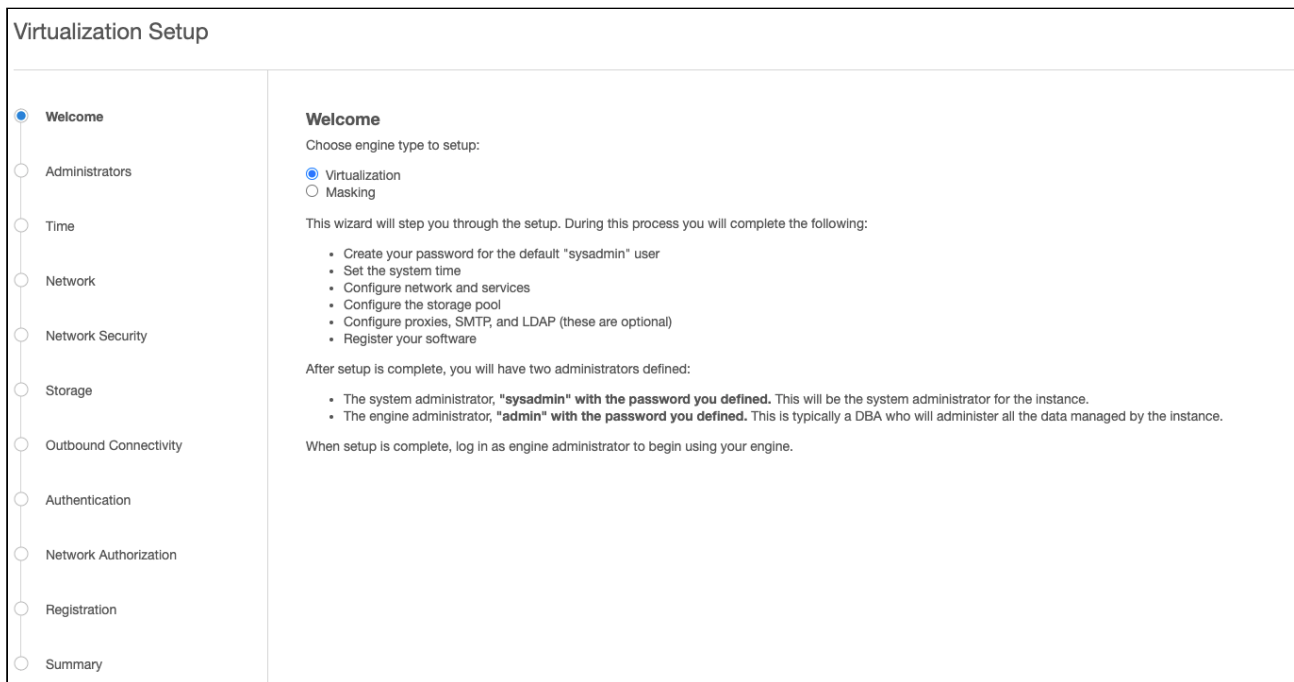 Virtualization Setup
Welcome
Administrators
Time
Network
Network Security
Storage
Outbound Connectivity
Authentication
Network Authorization
Registration
Summary
Welcome
Choose engine type to setup:
Virtualization
Masking
This wizard will step you through the setup. During this process you will complete the following:
• Create your password for the default "sysadmin" user
• Set the system time
• Configure network and services
• Configure the storage pool
• Configure proxies, SMTP, and LDAP (these are optional)
• Register your software
After setup is complete, you will have two administrators defined:
• The system administrator, "sysadmin" with the password you defined. This will be the system administrator for the instance.
• The engine administrator, "admin" with the password you defined. This is typically a DBA who will administer all the data managed by the instance.
When setup is complete, log in as engine administrator to begin using your engine.